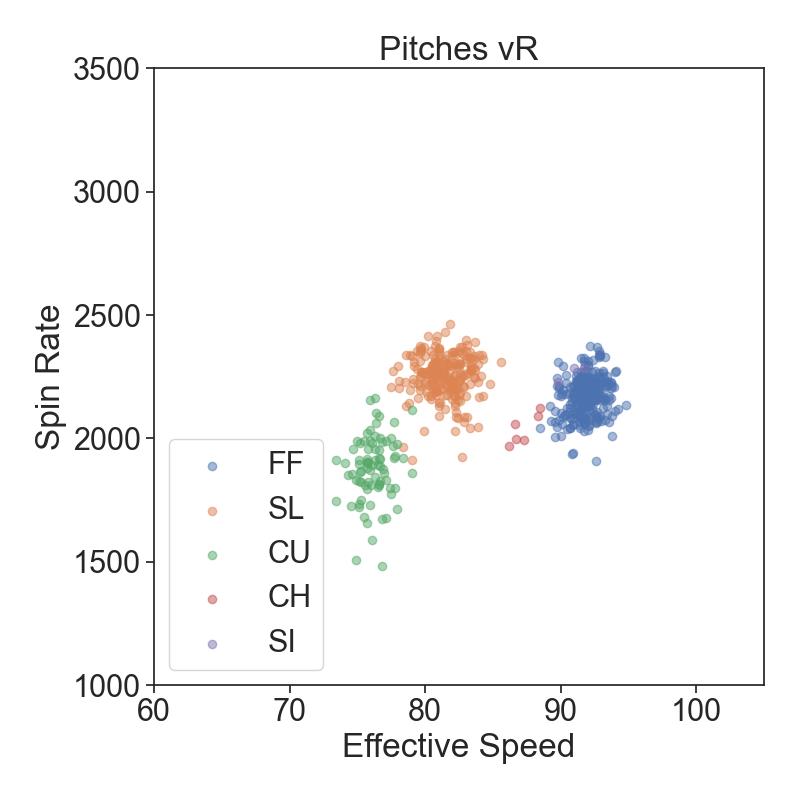 Pitches vR
3500
3000
2500
2000
1500
1000
Spin Rate
FF
SL
CU
CH
SI
60 70 80 90 100
Effective Speed